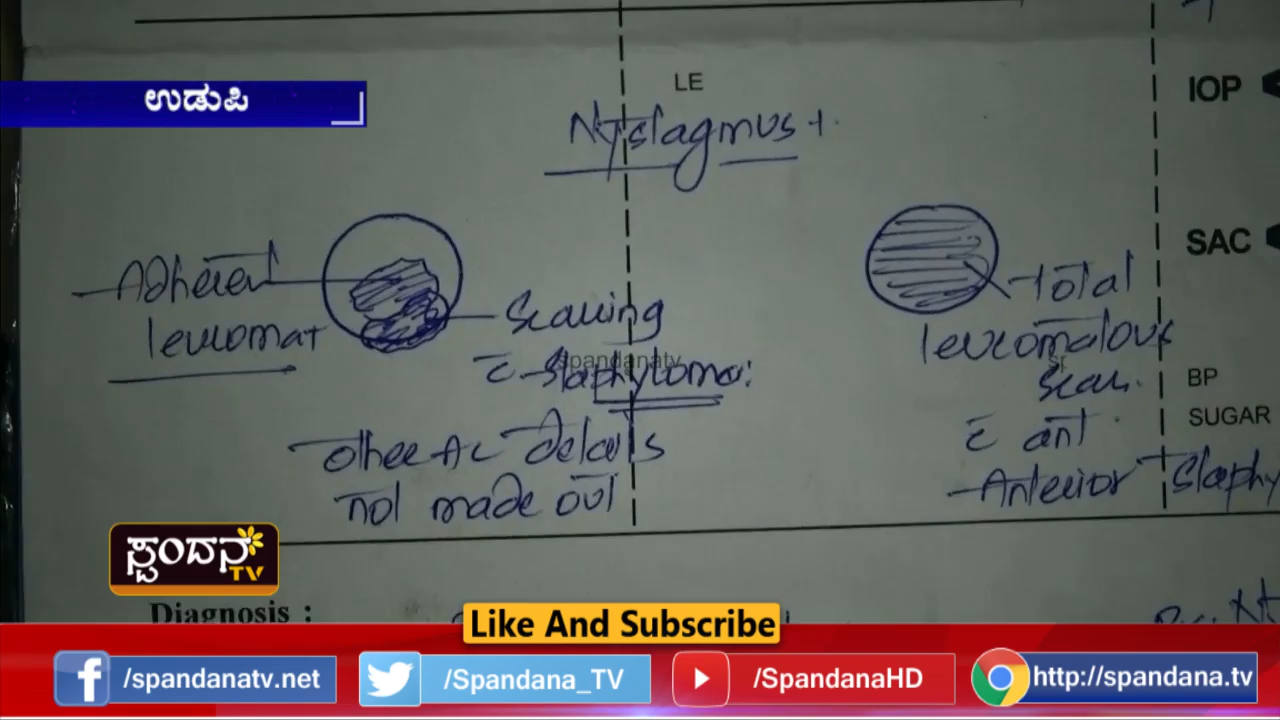 ಉಡುಪಿ
LE
IOP
Nystagmus +
Adherent
leucomat
Scarring
c̄ Staphyloma:
spandanatv
SAC
Total
leucomatous
scar.
c̄ ant
Anterior Staphy
BP
SUGAR
other AC details
not made out
ಸ್ಪಂದನ
TV
Diagnosis :
Like And Subscribe
/spandanatv.net
/Spandana_TV
/SpandanaHD
http://spandana.tv